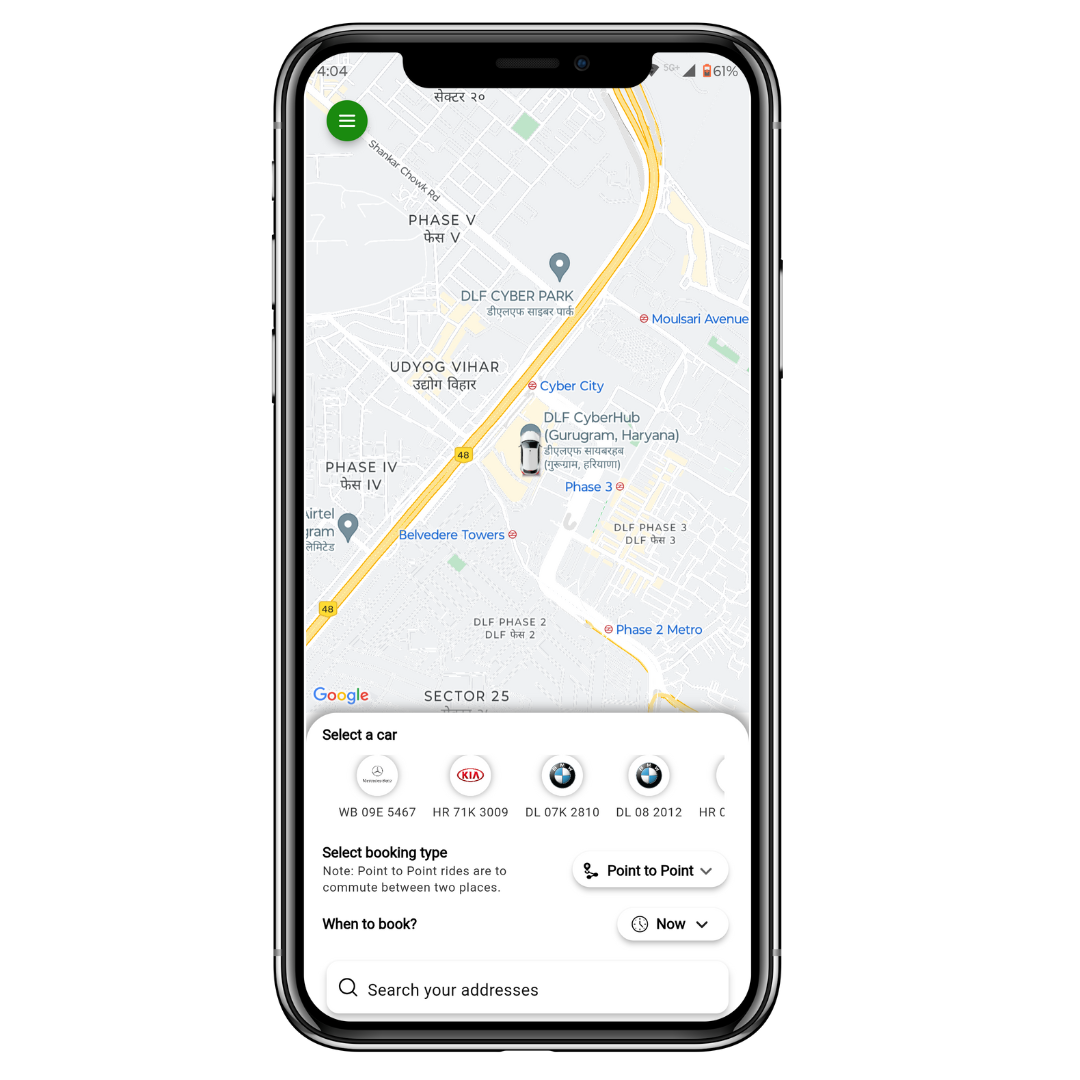 4:04
5G+
61%
सेक्टर २०
Shankar Chowk Rd
PHASE V
फेस V
DLF CYBER PARK
डीएलएफ साइबर पार्क
Moulsari Avenue
UDYOG VIHAR
उद्योग विहार
Cyber City
DLF CyberHub
(Gurugram, Haryana)
डीएलएफ सायबरहब
(गुरूग्राम, हरियाणा)
48
PHASE IV
फेस IV
Phase 3
Airtel
gram
लिमिटेड
Belvedere Towers
DLF PHASE 3
DLF फेस 3
48
DLF PHASE 2
DLF फेस 2
Phase 2 Metro
Google
SECTOR 25
Select a car
Mercedes-Benz
KIA
BMW
BMW
WB 09E 5467
HR 71K 3009
DL 07K 2810
DL 08 2012
HR
Select booking type
Note: Point to Point rides are to
commute between two places.
Point to Point
When to book?
Now
Search your addresses